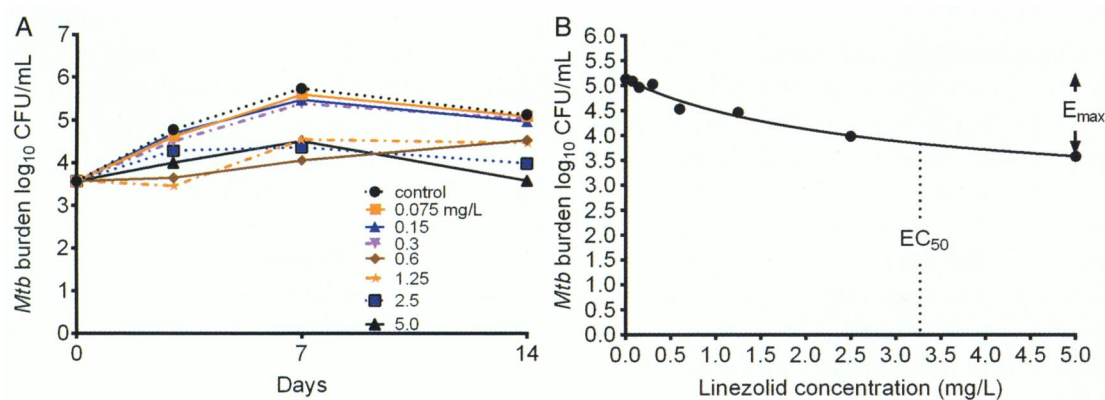 A
7
6
5
4
3
2
1
0
Mtb burden log10 CFU/mL
0
7
14
Days
control
0.075 mg/L
0.15
0.3
0.6
1.25
2.5
5.0
B
6.0
5.5
5.0
4.5
4.0
3.5
3.0
2.5
2.0
1.5
1.0
0.5
0.0
Mtb burden log10 CFU/mL
Emax
EC50
0.0 0.5 1.0 1.5 2.0 2.5 3.0 3.5 4.0 4.5 5.0
Linezolid concentration (mg/L)